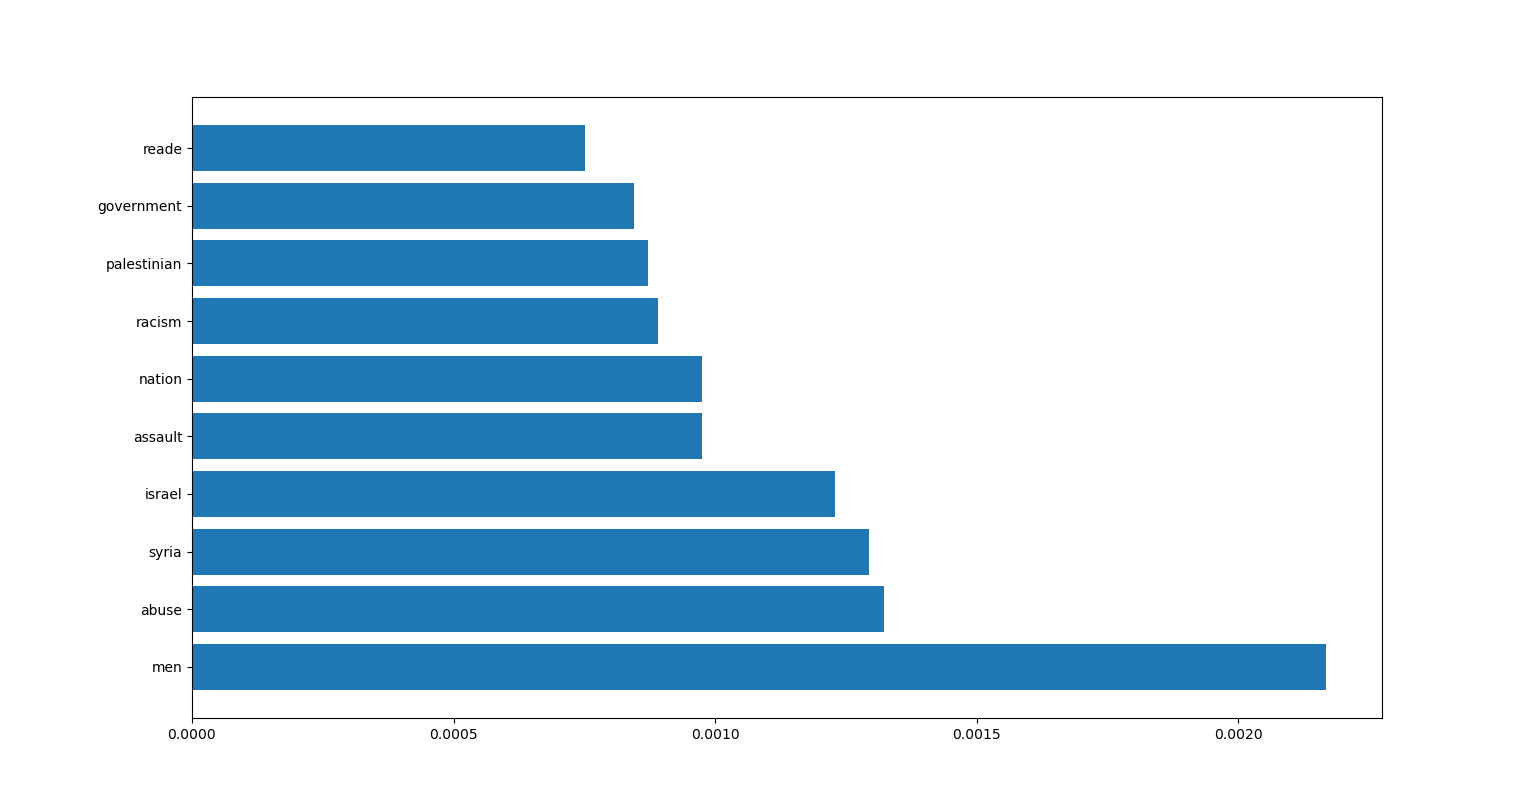 reade
government
palestinian
racism
nation
assault
israel
syria
abuse
men
0.0000 0.0005 0.0010 0.0015 0.0020